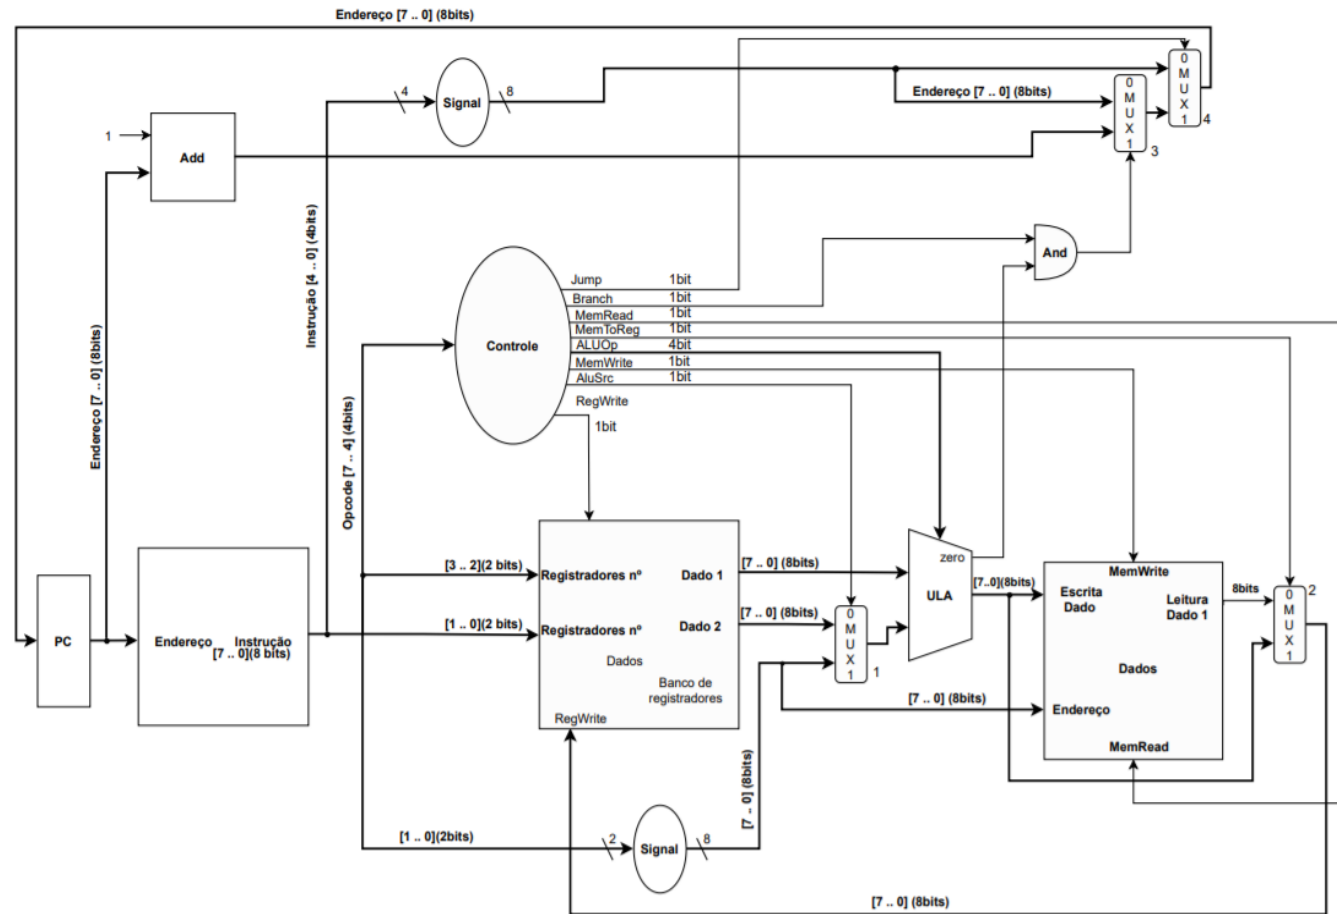 Endereço [7 .. 0] (8bits)
0
M
U
X
1
4
4
Signal
8
Endereço [7 .. 0] (8bits)
0
M
U
X
1
3
1
Add
Instrução [4 .. 0] (4bits)
And
Endereço [7 .. 0] (8bits)
Controle
Jump 1bit
Branch 1bit
MemRead 1bit
MemToReg 1bit
ALUOp 4bit
MemWrite 1bit
AluSrc 1bit
RegWrite
1bit
Opcode [7 .. 4] (4bits)
PC
Endereço Instrução
[7 .. 0](8 bits)
[3 .. 2](2 bits)
[1 .. 0](2 bits)
Registradores nº Dado 1
Registradores nº Dado 2
Dados
Banco de
registradores
RegWrite
[7 .. 0] (8bits)
[7 .. 0] (8bits)
0
M
U
X
1
1
zero
ULA
[7..0](8bits)
[7 .. 0] (8bits)
MemWrite
Escrita
Dado
Leitura
Dado 1
Dados
Endereço
MemRead
8bits
0
M
U
X
1
2
[7 .. 0] (8bits)
[1 .. 0](2bits)
2
Signal
8
[7 .. 0] (8bits)